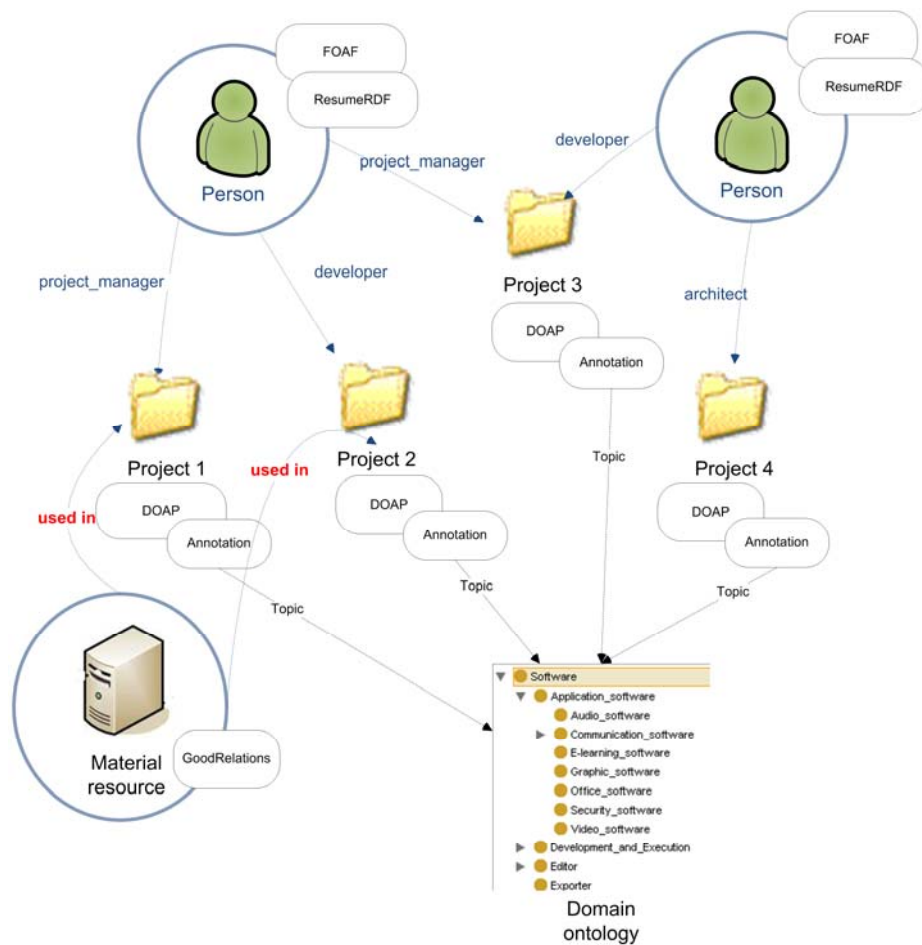 FOAF
ResumeRDF
Person
FOAF
ResumeRDF
Person
project_manager
developer
project_manager
developer
architect
Project 3
DOAP
Annotation
Project 1
used in
Project 2
Project 4
used in
DOAP
Annotation
DOAP
Annotation
Topic
DOAP
Annotation
Topic
Topic
Topic
Material
resource
GoodRelations
Software
Application_software
Audio_software
Communication_software
E-learning_software
Graphic_software
Office_software
Security_software
Video_software
Development_and_Execution
Editor
Exporter
Domain
ontology